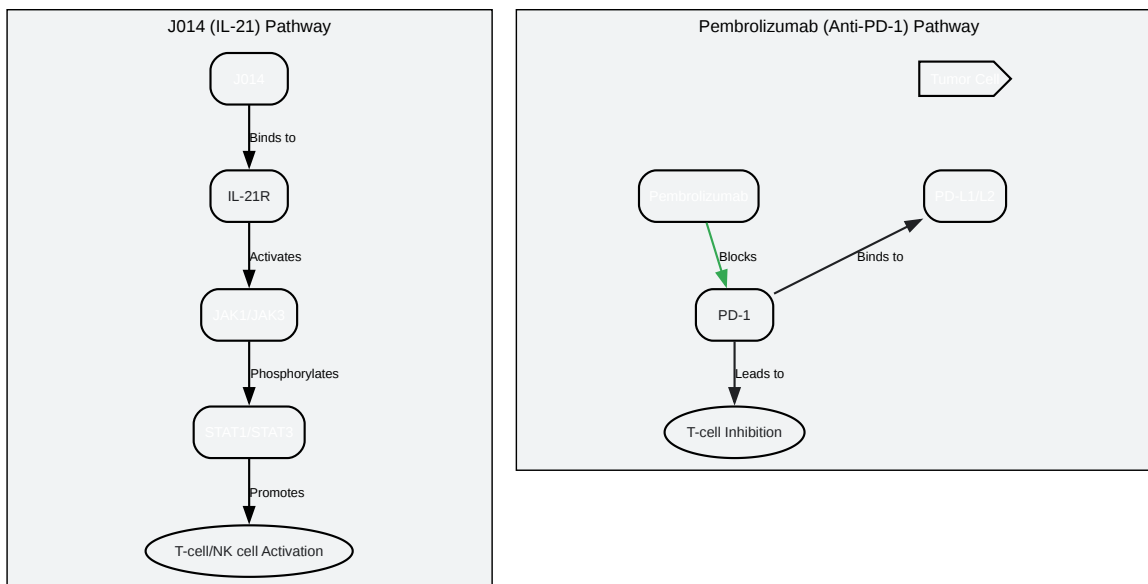 J014 (IL-21) Pathway
J014
Binds to
IL-21R
Activates
JAK1/JAK3
Phosphorylates
STAT1/STAT3
Promotes
T-cell/NK cell Activation
Pembrolizumab (Anti-PD-1) Pathway
Tumor Cell
Pembrolizumab
PD-L1/L2
Blocks
Binds to
PD-1
Leads to
T-cell Inhibition